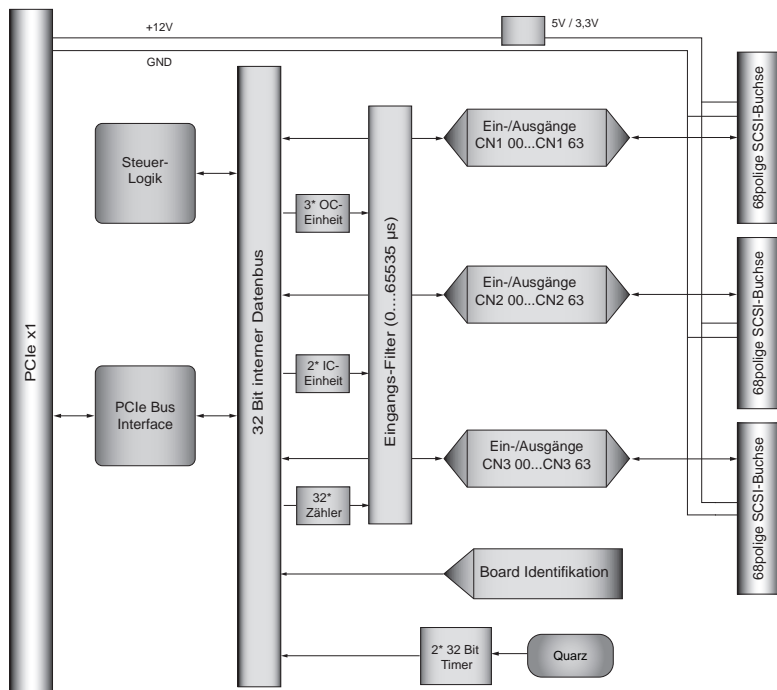 +12V
5V / 3,3V
GND
PCIe x1
Steuer-
Logik
PCIe Bus
Interface
32 Bit interner Datenbus
3* OC-
Einheit
2* IC-
Einheit
32*
Zähler
Eingangs-Filter (0....65535 µs)
Ein-/Ausgänge
CN1 00...CN1 63
Ein-/Ausgänge
CN2 00...CN2 63
Ein-/Ausgänge
CN3 00...CN3 63
68polige SCSI-Buchse
68polige SCSI-Buchse
68polige SCSI-Buchse
Board Identifikation
2* 32 Bit
Timer
Quarz